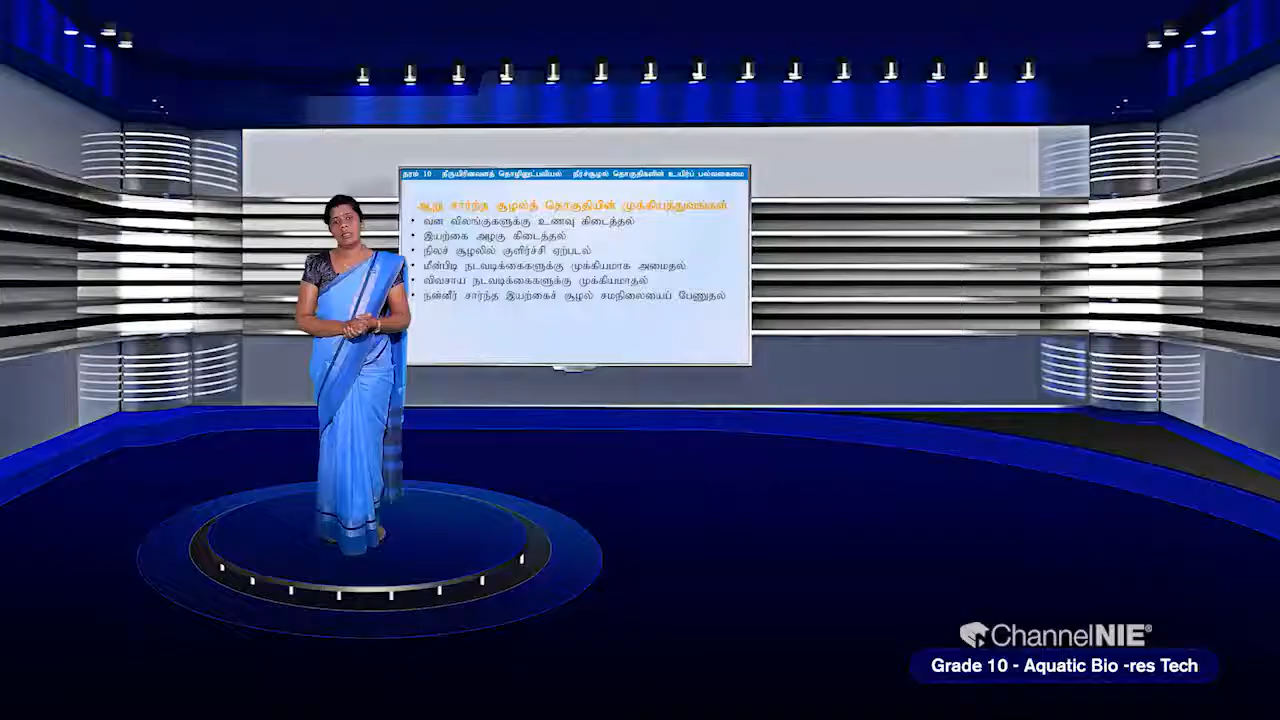 தரம் 10 நீருயிரினவளத் தொழினுட்பவியல் நீர்ச்சூழல் தொகுதிகளின் உயிர்ப் பல்வகைமை
ஆறு சார்ந்த சூழல்த் தொகுதியின் முக்கியத்துவங்கள்
• வன விலங்குகளுக்கு உணவு கிடைத்தல்
• இயற்கை அழகு கிடைத்தல்
• நிலச் சூழலில் குளிர்ச்சி ஏற்படல்
• மீன்பிடி நடவடிக்கைகளுக்கு முக்கியமாக அமைதல்
• விவசாய நடவடிக்கைகளுக்கு முக்கியமாதல்
• நன்னீர் சார்ந்த இயற்கைச் சூழல் சமநிலையைப் பேணுதல்
ChannelNIE®
Grade 10 - Aquatic Bio -res Tech